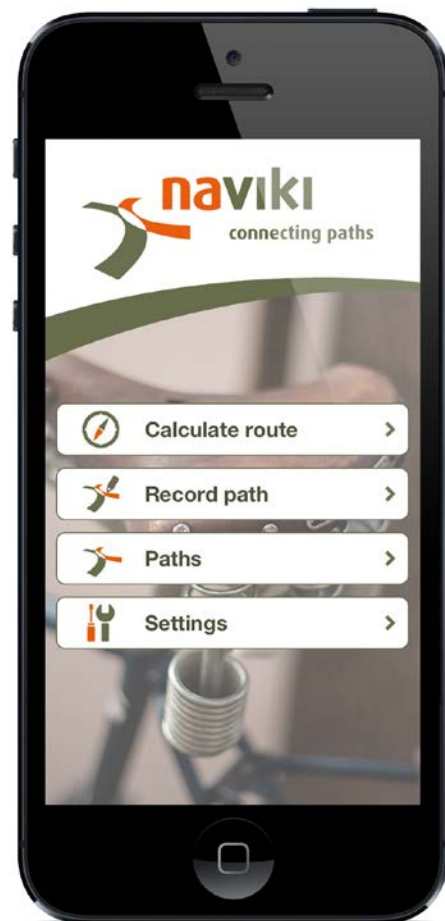 naviki
connecting paths
Calculate route
Record path
Paths
Settings